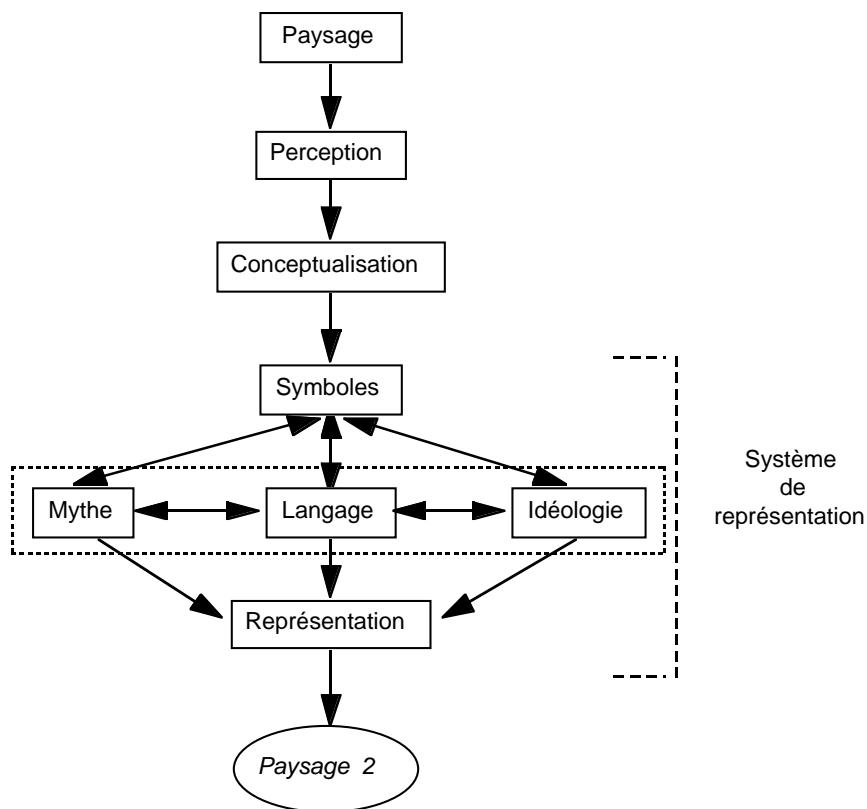 Paysage
Perception
Conceptualisation
Symboles
Système
de
représentation
Mythe
Langage
Idéologie
Représentation
Paysage 2